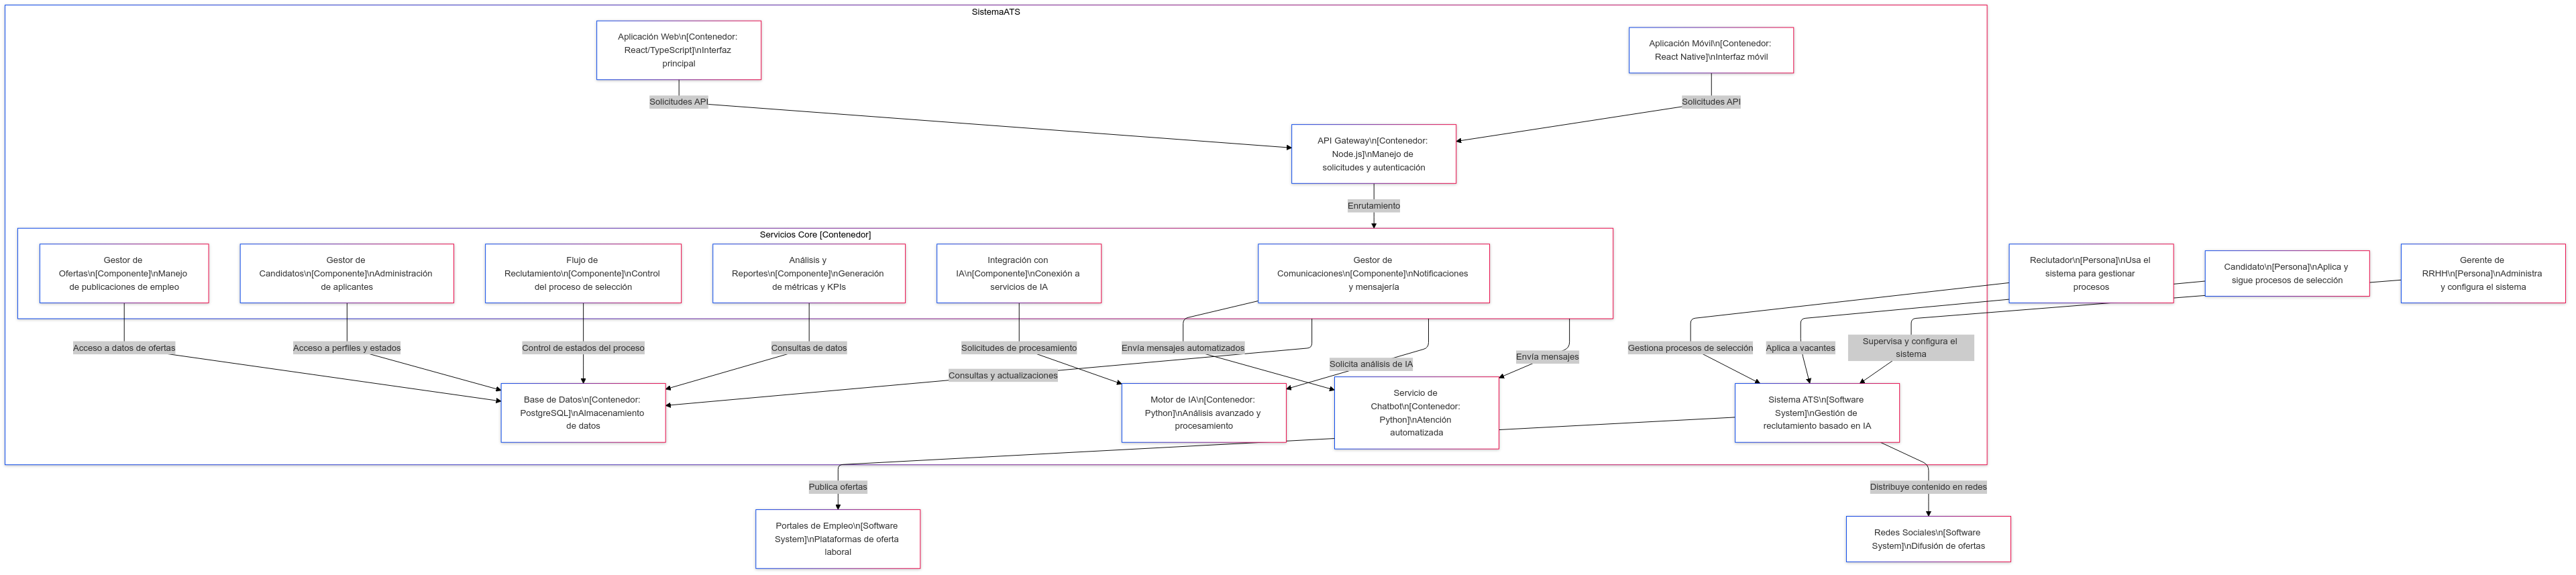 SistemaATS
Aplicación Web\n[Contenedor:
React/TypeScript]\nInterfaz
principal
Aplicación Móvil\n[Contenedor:
React Native]\nInterfaz móvil
Solicitudes API
Solicitudes API
API Gateway\n[Contenedor:
Node.js]\nManejo de
solicitudes y autenticación
Enrutamiento
Servicios Core [Contenedor]
Gestor de
Ofertas\n[Componente]\nManejo
de publicaciones de empleo
Gestor de
Candidatos\n[Componente]\nAdministración
de aplicantes
Flujo de
Reclutamiento\n[Componente]\nControl
del proceso de selección
Análisis y
Reportes\n[Componente]\nGeneración
de métricas y KPIs
Integración con
IA\n[Componente]\nConexión a
servicios de IA
Gestor de
Comunicaciones\n[Componente]\nNotificaciones
y mensajería
Reclutador\n[Persona]\nUsa el
sistema para gestionar
procesos
Candidato\n[Persona]\nAplica y
sigue procesos de selección
Gerente de
RRHH\n[Persona]\nAdministra
y configura el sistema
Acceso a datos de ofertas
Acceso a perfiles y estados
Control de estados del proceso
Consultas de datos
Solicitudes de procesamiento
Envía mensajes automatizados
Consultas y actualizaciones
Solicita análisis de IA
Envía mensajes
Gestiona procesos de selección
Aplica a vacantes
Supervisa y configura el
sistema
Base de Datos\n[Contenedor:
PostgreSQL]\nAlmacenamiento
de datos
Motor de IA\n[Contenedor:
Python]\nAnálisis avanzado y
procesamiento
Servicio de
Chatbot\n[Contenedor:
Python]\nAtención
automatizada
Sistema ATS\n[Software
System]\nGestión de
reclutamiento basado en IA
Publica ofertas
Distribuye contenido en redes
Portales de Empleo\n[Software
System]\nPlataformas de oferta
laboral
Redes Sociales\n[Software
System]\nDifusión de ofertas